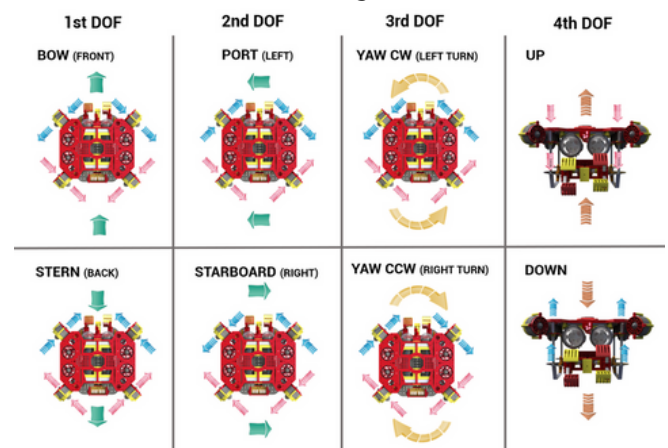 1st DOF
2nd DOF
3rd DOF
4th DOF
BOW (FRONT)
PORT (LEFT)
YAW CW (LEFT TURN)
UP
STERN (BACK)
STARBOARD (RIGHT)
YAW CCW (RIGHT TURN)
DOWN